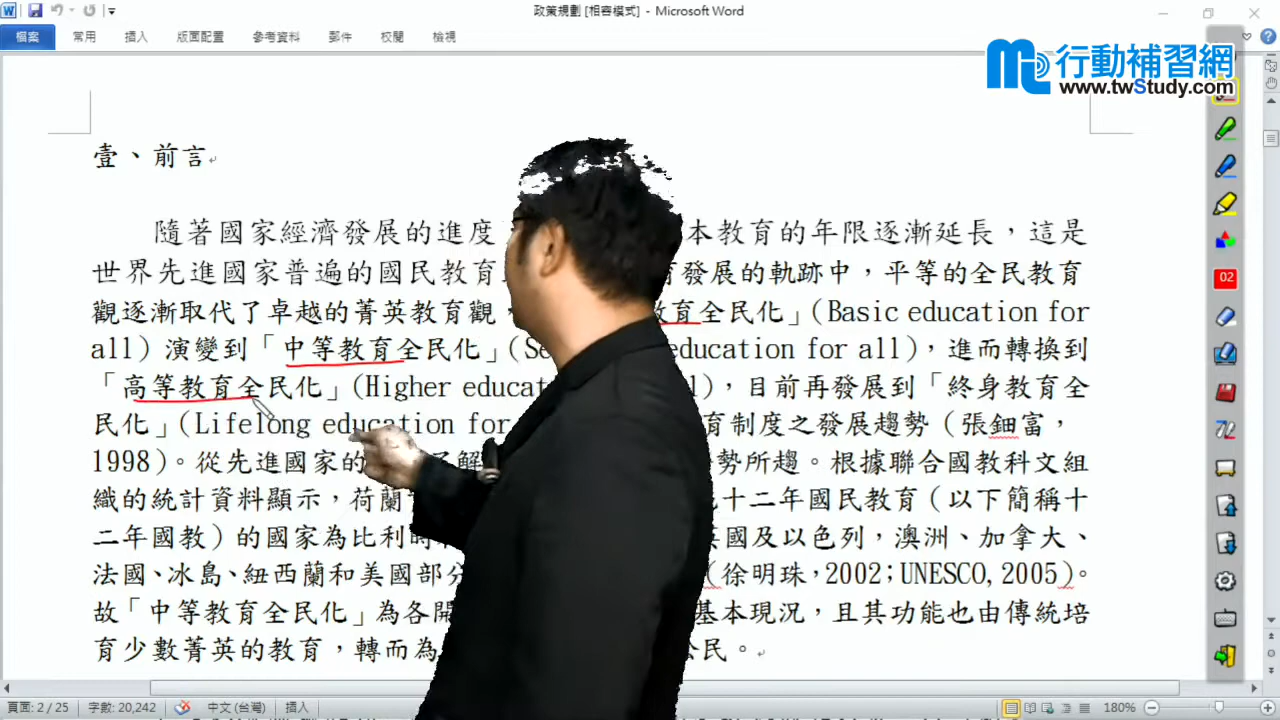 政策規劃 [相容模式] - Microsoft Word
檔案 常用 插入 版面配置 參考資料 郵件 校閱 檢視
行動補習網
www.twStudy.com
壹、前言
隨著國家經濟發展的進度 本教育的年限逐漸延長，這是
世界先進國家普遍的國民教育 發展的軌跡中，平等的全民教育
觀逐漸取代了卓越的菁英教育觀 教育全民化」(Basic education for
all) 演變到「中等教育全民化」(Se education for all)，進而轉換到
「高等教育全民化」(Higher educat l)，目前再發展到「終身教育全
民化」(Lifelong education for 育制度之發展趨勢（張鈿富，
1998)。從先進國家的 了解 勢所趨。根據聯合國教科文組
織的統計資料顯示，荷蘭 十二年國民教育（以下簡稱十
二年國教）的國家為比利時 國及以色列，澳洲、加拿大、
法國、冰島、紐西蘭和美國部分 (徐明珠，2002；UNESCO, 2005)。
故「中等教育全民化」為各開 基本現況，且其功能也由傳統培
育少數菁英的教育，轉而為 公民。
02
頁面: 2 / 25 字數: 20,242 中文 (台灣) 插入 180%